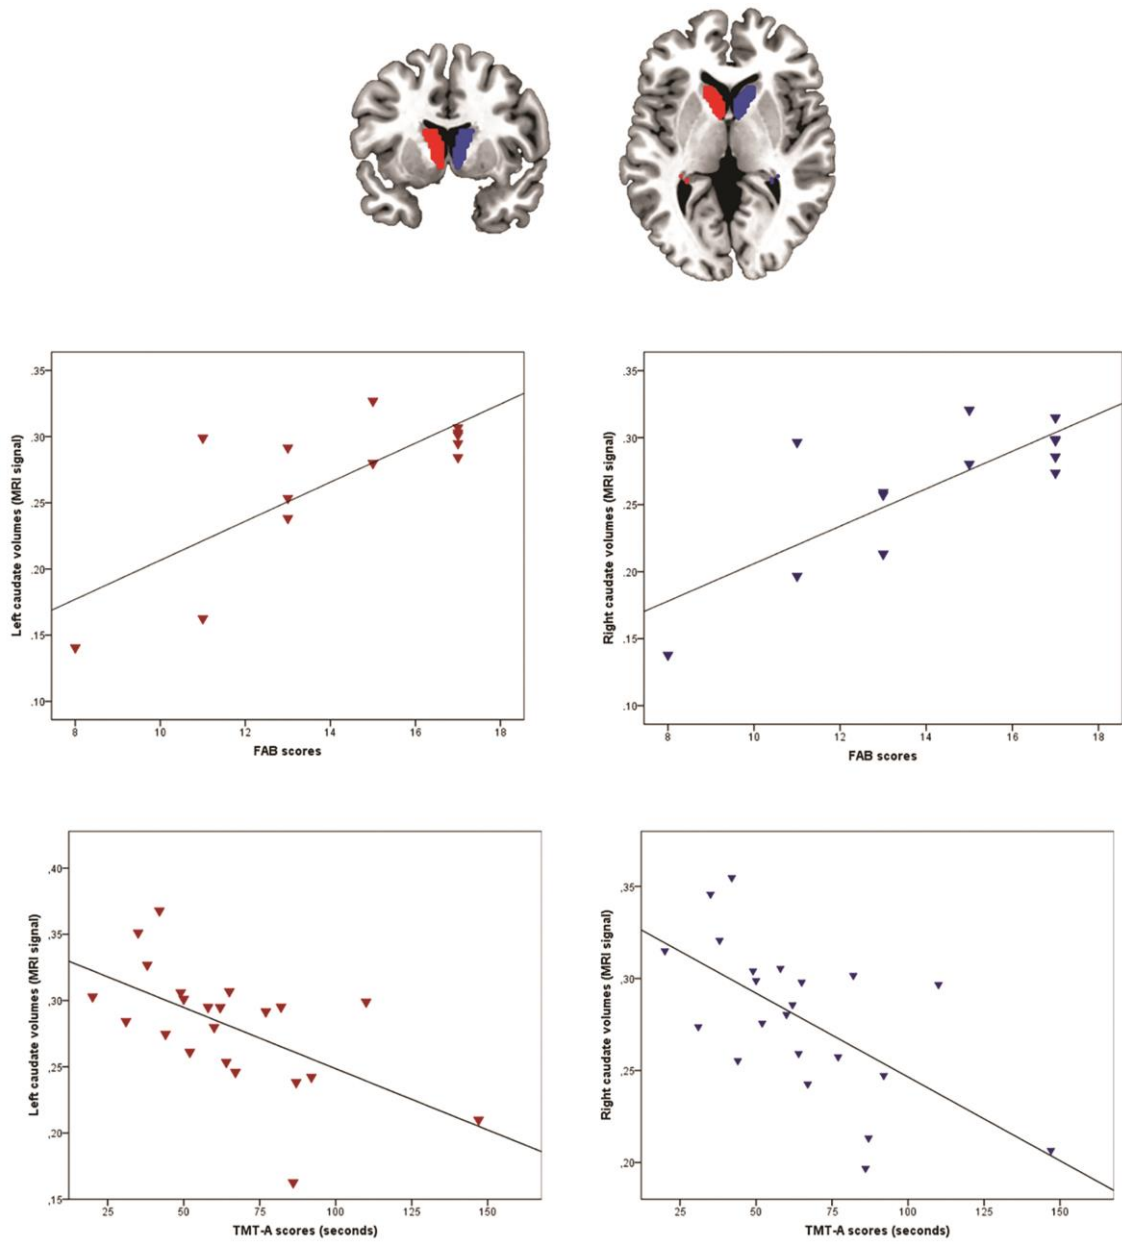 .35
.30
.25
.20
.15
.10
Left caudate volumes (MRI signal)
8 10 12 14 16 18
FAB scores
.35
.30
.25
.20
.15
.10
Right caudate volumes (MRI signal)
8 10 12 14 16 18
FAB scores
,40
,35
,30
,25
,20
,15
Left caudate volumes (MRI signal)
25 50 75 100 125 150
TMT-A scores (seconds)
,35
,30
,25
,20
Right caudate volumes (MRI signal)
25 50 75 100 125 150
TMT-A scores (seconds)